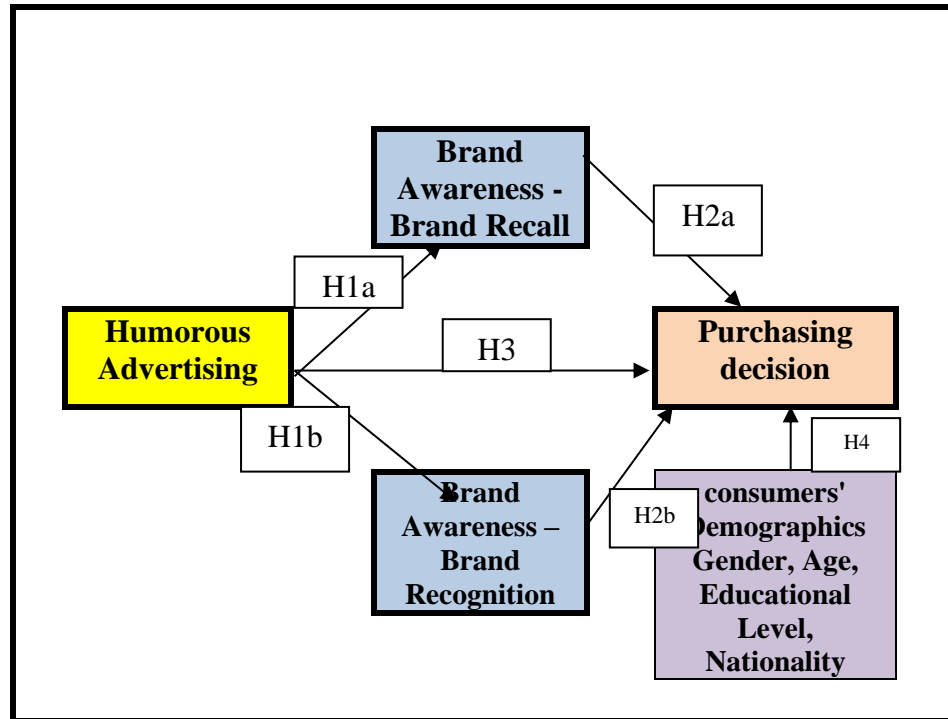 Brand
Awareness -
Brand Recall
H2a
H1a
Humorous
Advertising
H3
Purchasing
decision
H1b
H4
Brand
Awareness –
Brand
Recognition
H2b
consumers'
Demographics
Gender, Age,
Educational
Level,
Nationality